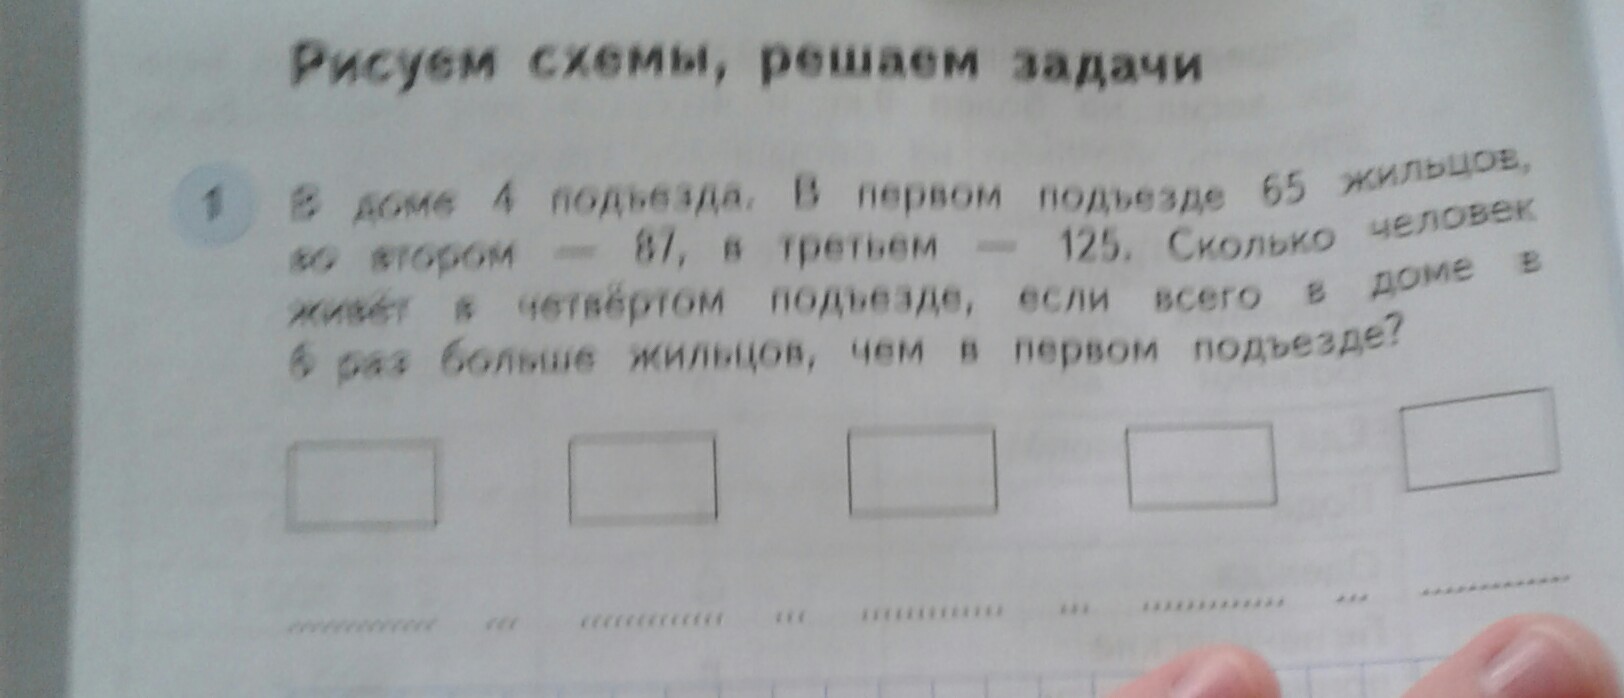 Рисуем схемы, решаем задачи
1 В доме 4 подъезда. В первом подъезде 65 жильцов,
во втором — 87, в третьем — 125. Сколько человек
живёт в четвёртом подъезде, если всего в доме в
6 раз больше жильцов, чем в первом подъезде?